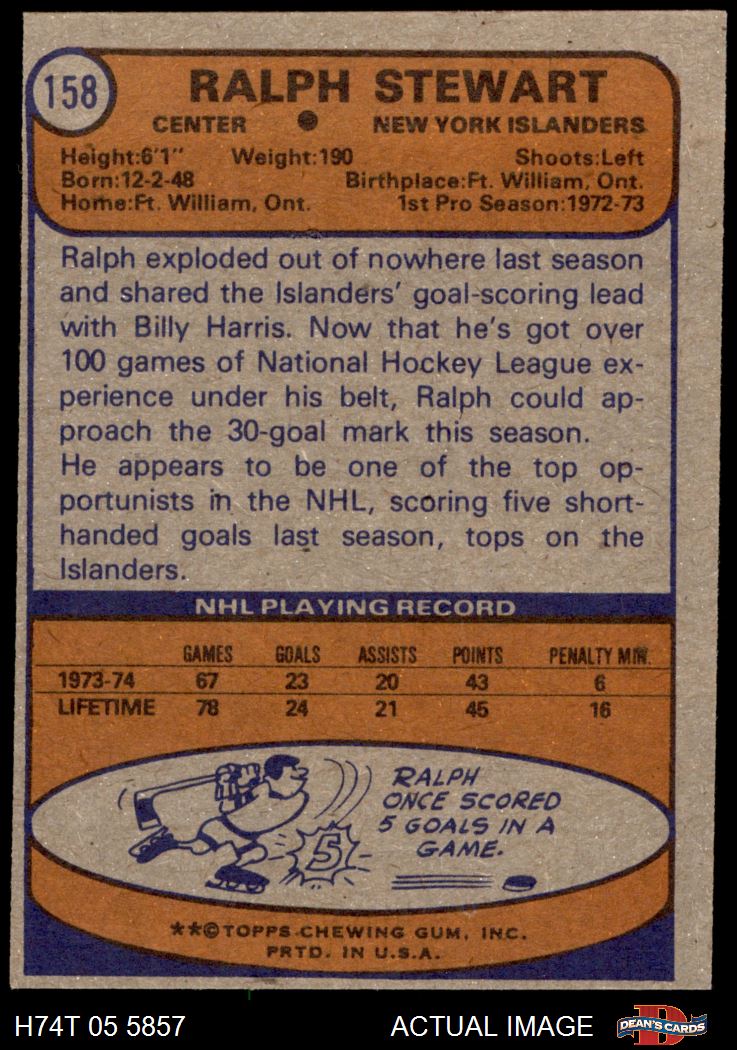 158
RALPH STEWART
CENTER ● NEW YORK ISLANDERS
Height:6'1" Weight:190 Shoots:Left
Born:12-2-48 Birthplace:Ft. William, Ont.
Home:Ft. William, Ont. 1st Pro Season:1972-73
Ralph exploded out of nowhere last season
and shared the Islanders' goal-scoring lead
with Billy Harris. Now that he's got over
100 games of National Hockey League ex-
perience under his belt, Ralph could ap-
proach the 30-goal mark this season.
He appears to be one of the top op-
portunists in the NHL, scoring five short-
handed goals last season, tops on the
Islanders.
NHL PLAYING RECORD
GAMES GOALS ASSISTS POINTS PENALTY MIN.
1973-74 67 23 20 43 6
LIFETIME 78 24 21 45 16
RALPH
ONCE SCORED
5 GOALS IN A
GAME.
5
**©TOPPS CHEWING GUM, INC.
PRTD. IN U.S.A.
H74T 05 5857 ACTUAL IMAGE D DEAN'S CARDS